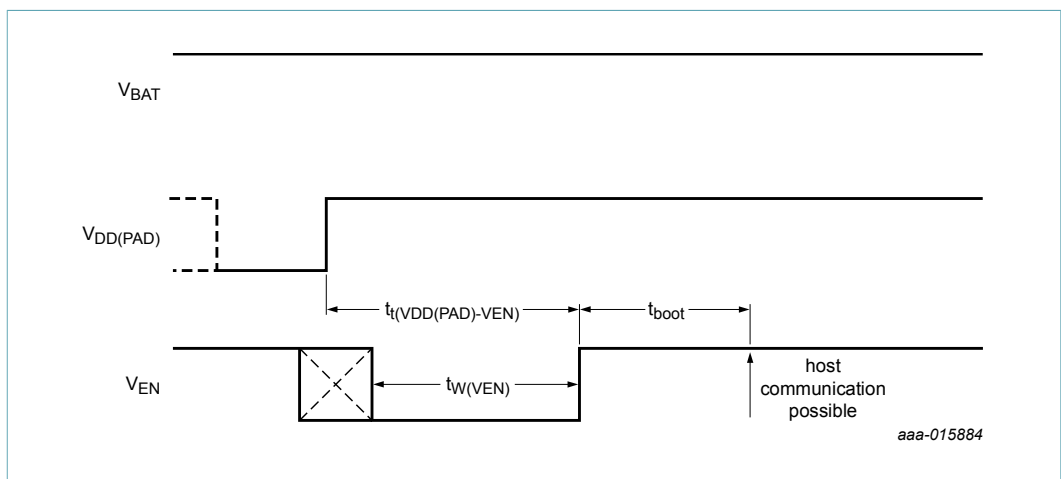 VBAT
VDD(PAD)
tt(VDD(PAD)-VEN)
tboot
VEN
tW(VEN)
host
communication
possible
aaa-015884